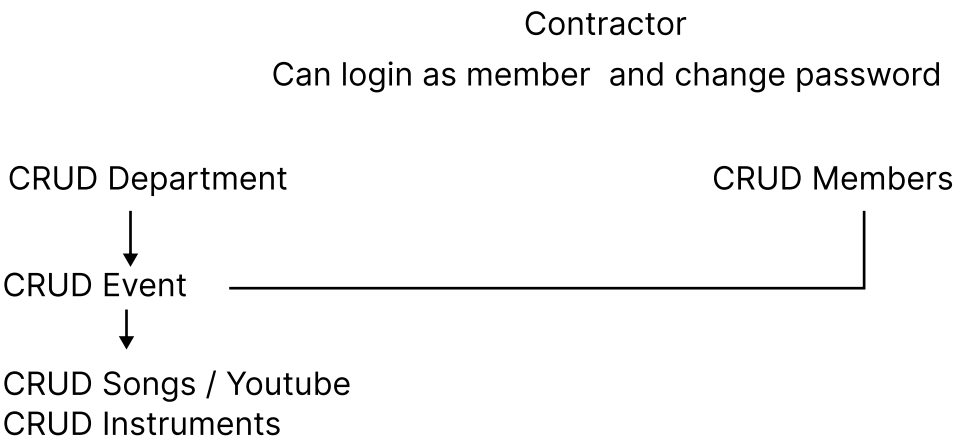 Contractor
Can login as member and change password
CRUD Department
CRUD Members
CRUD Event
CRUD Songs / Youtube
CRUD Instruments